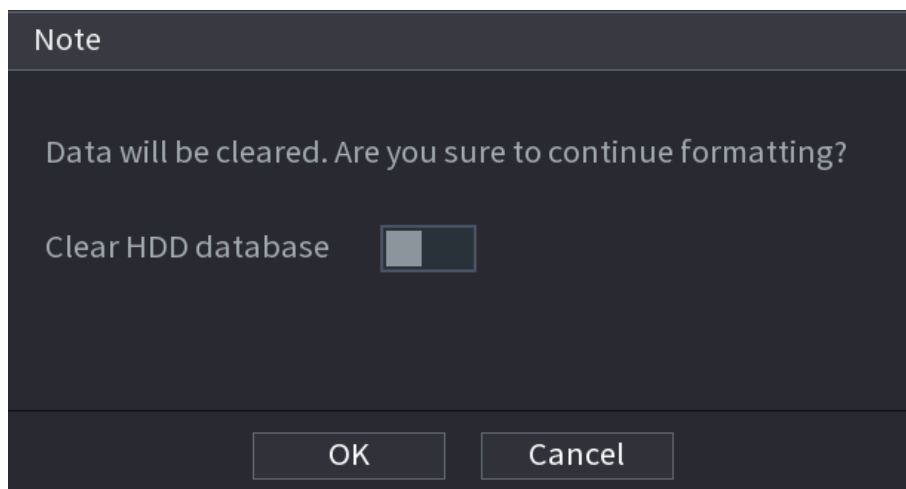 Note
Data will be cleared. Are you sure to continue formatting?
Clear HDD database
OK
Cancel